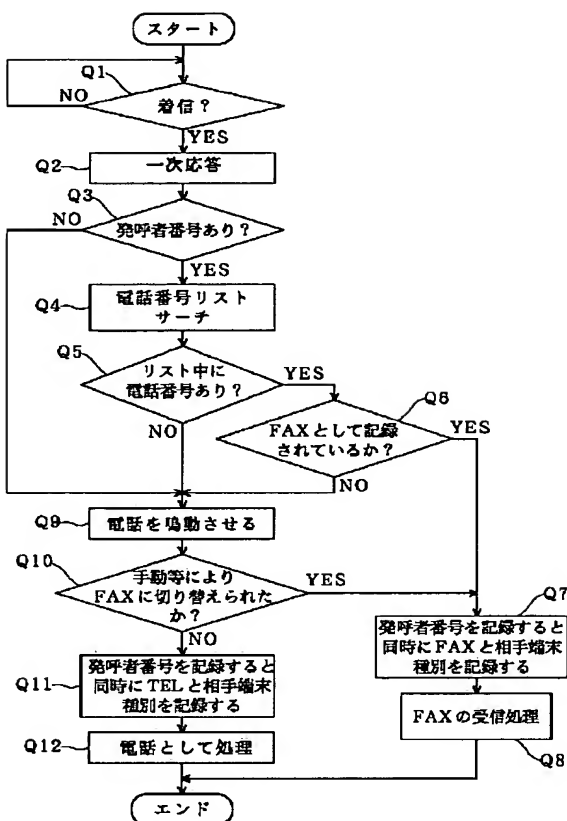 スタート
Q1
NO
着信?
YES
Q2
一次応答
Q3
NO
発呼者番号あり?
YES
Q4
電話番号リスト
サーチ
Q5
リスト中に
電話番号あり?
YES
NO
Q6
FAXとして記録
されているか?
YES
NO
Q9
電話を鳴動させる
Q10
手動等により
FAXに切り替えられた
か?
YES
NO
Q7
発呼者番号を記録すると
同時にFAXと相手端末
種別を記録する
Q11
発呼者番号を記録すると
同時にTELと相手端末
種別を記録する
FAXの受信処理
Q8
Q12
電話として処理
エンド